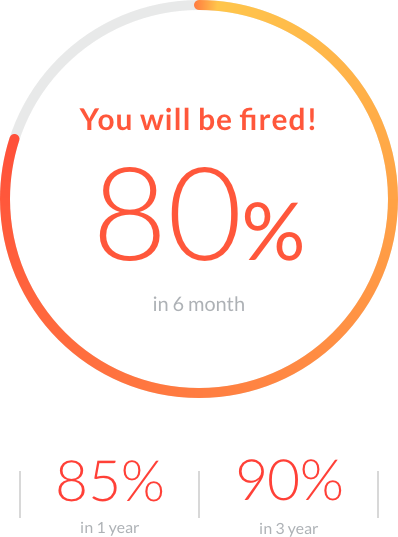 You will be fired!
80%
in 6 month
85%
in 1 year
90%
in 3 year